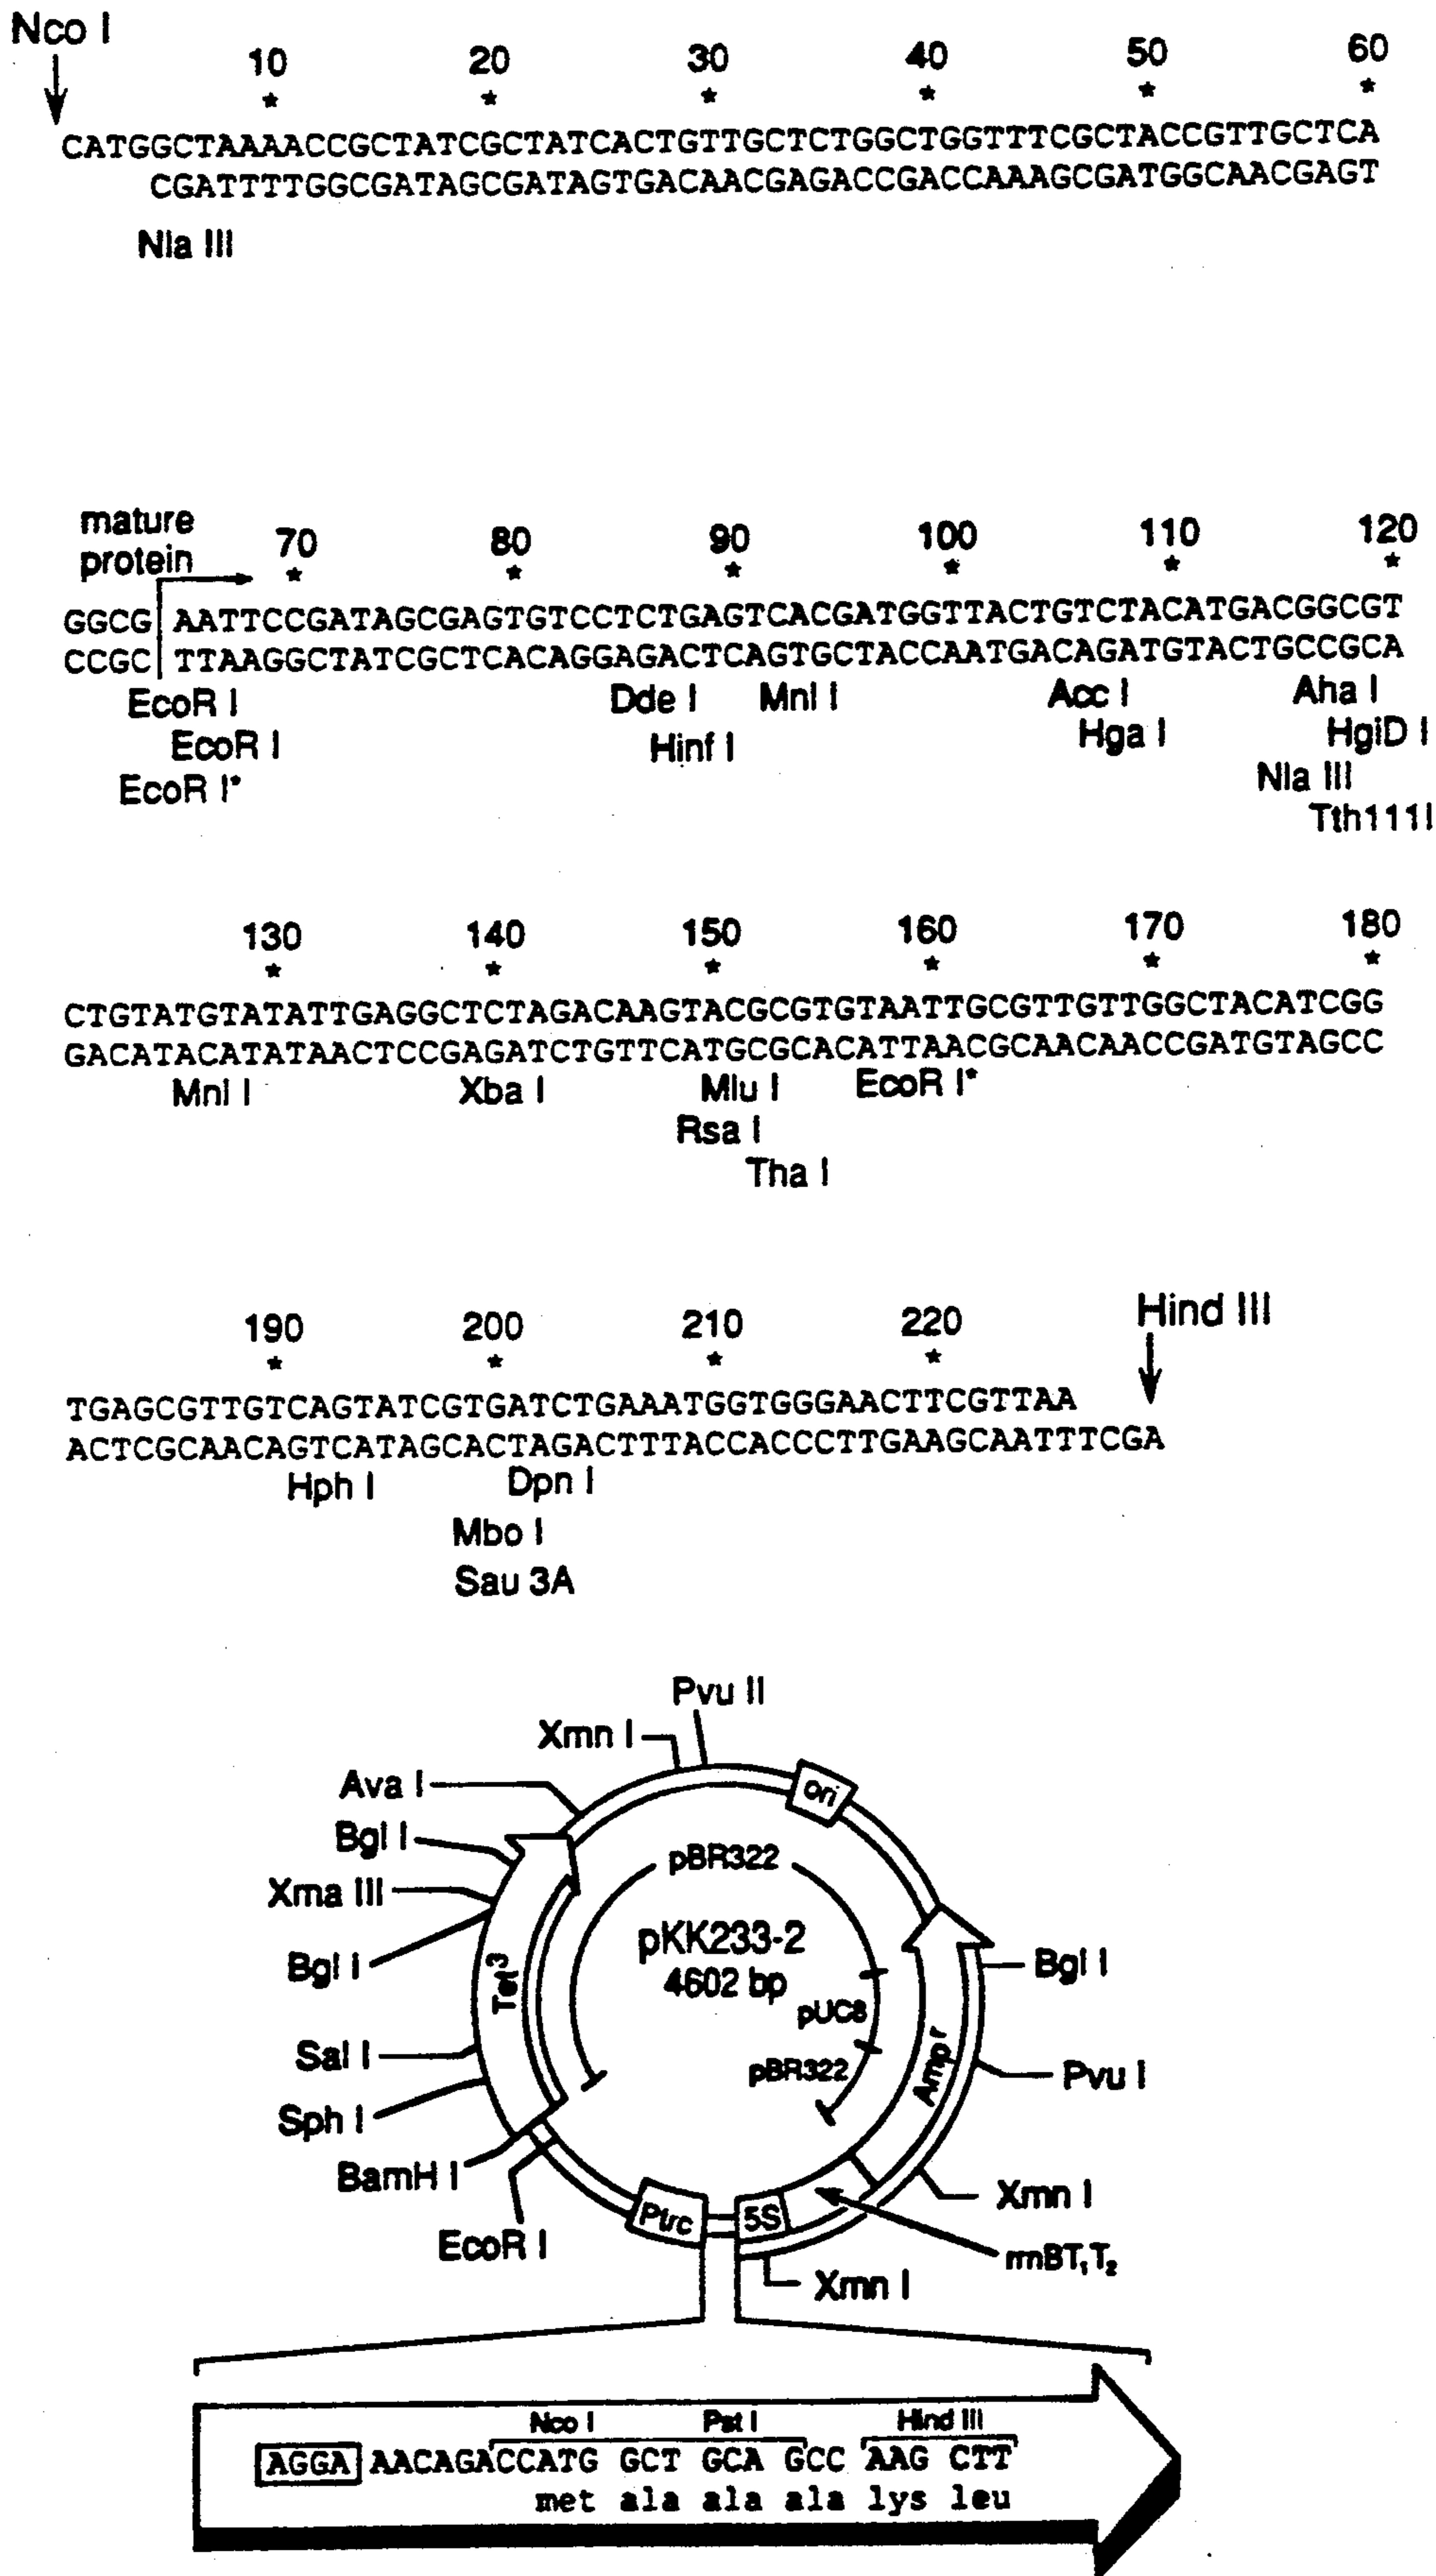 Nco I
10 20 30 40 50 60
* * * * * *
CATGGCTAAAACCGCTATCGCTATCACTGTTGCTCTGGCTGGTTTCGCTACCGTTGCTCA
CGATTTTGGCGATAGCGATAGTGACAACGAGACCGACCAAAGCGATGGCAACGAGT
Nla III
mature
protein
70 80 90 100 110 120
* * * * * *
GGCG AATTCCGATAGCGAGTGTCCTCTGAGTCACGATGGTTACTGTCTACATGACGGCGT
CCGC TTAAGGCTATCGCTCACAGGAGACTCAGTGCTACCAATGACAGATGTACTGCCGCA
EcoR I Dde I Mnl I Acc I Aha I
EcoR I Hinf I Hga I HgiD I
EcoR I* Nla III
Tth111I
130 140 150 160 170 180
* * * * * *
CTGTATGTATATTGAGGCTCTAGACAAGTACGCGTGTAATTGCGTTGTTGGCTACATCGG
GACATACATATAACTCCGAGATCTGTTCATGCGCACATTAACGCAACAACCGATGTAGCC
Mnl I Xba I Mlu I EcoR I*
Rsa I
Tha I
190 200 210 220 Hind III
* * * *
TGAGCGTTGTCAGTATCGTGATCTGAAATGGTGGGAACTTCGTTAA
ACTCGCAACAGTCATAGCACTAGACTTTACCACCCTTGAAGCAATTTCGA
Hph I Dpn I
Mbo I
Sau 3A
Pvu II
Xmn I
Ava I
ori
Bgl I
pBR322
Xma III
pKK233-2
Bgl I
4602 bp
Bgl I
Tet3
pUC8
Sal I
pBR322
Ampr
Pvu I
Sph I
BamH I
Xmn I
EcoR I
Ptrc
5S
rrnBT1T2
Xmn I
Nco I Pst I Hind III
AGGA AACAGACCATG GCT GCA GCC AAG CTT
met ala ala ala lys leu